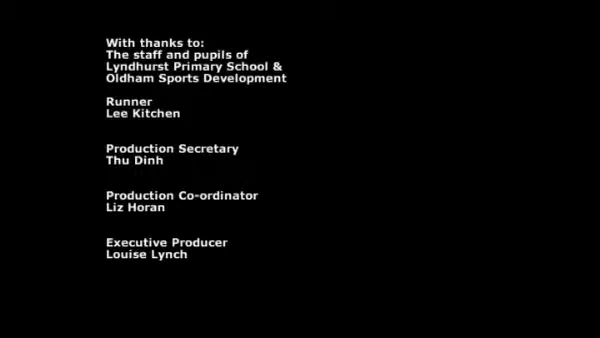 With thanks to:
The staff and pupils of
Lyndhurst Primary School &
Oldham Sports Development
Runner
Lee Kitchen
Production Secretary
Thu Dinh
Production Co-ordinator
Liz Horan
Executive Producer
Louise Lynch